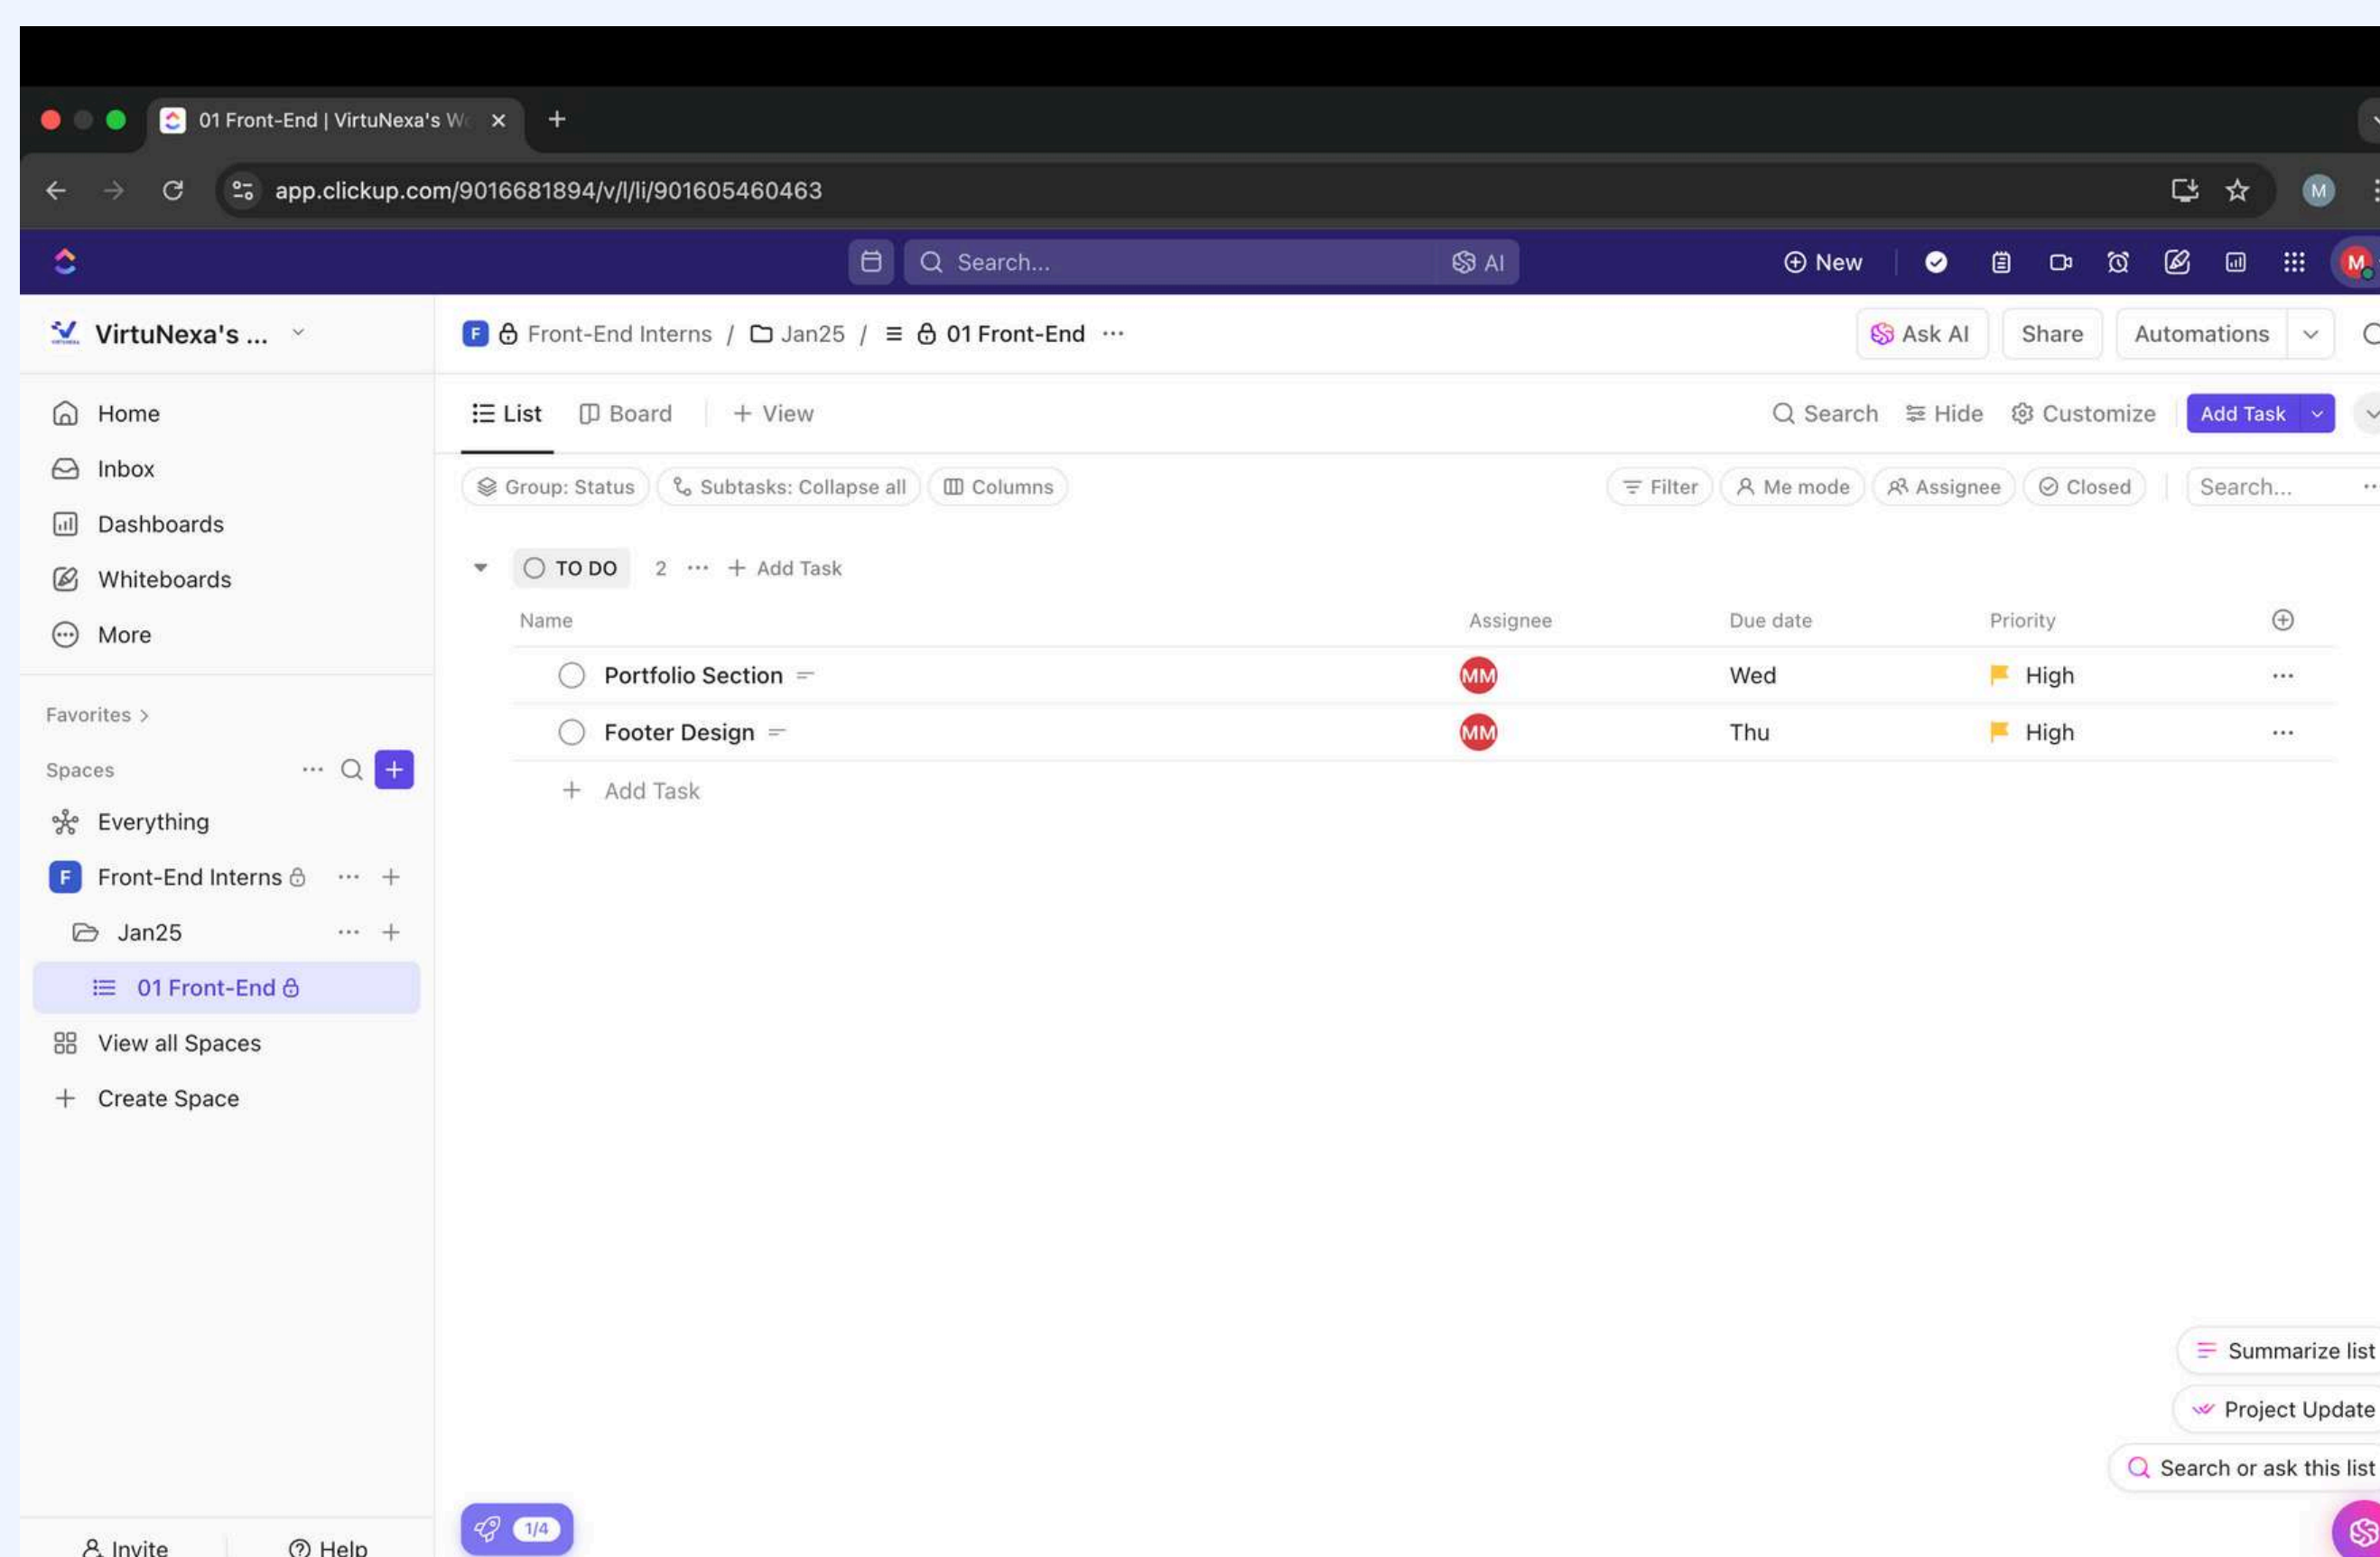 01 Front-End | VirtuNexa's Wo
app.clickup.com/9016681894/v/l/li/901605460463
M
Search...
AI
New
M
VirtuNexa's ...
F Front-End Interns / Jan25 / 01 Front-End ...
Ask AI
Share
Automations
Home
Inbox
Dashboards
Whiteboards
More
Favorites >
Spaces
Everything
F Front-End Interns
Jan25
01 Front-End
View all Spaces
Create Space
Invite
Help
List
Board
+ View
Search
Hide
Customize
Add Task
Group: Status
Subtasks: Collapse all
Columns
Filter
Me mode
Assignee
Closed
Search...
TO DO 2 ... + Add Task
Name Assignee Due date Priority
Portfolio Section MM Wed High
Footer Design MM Thu High
+ Add Task
Summarize list
Project Update
Search or ask this list
1/4